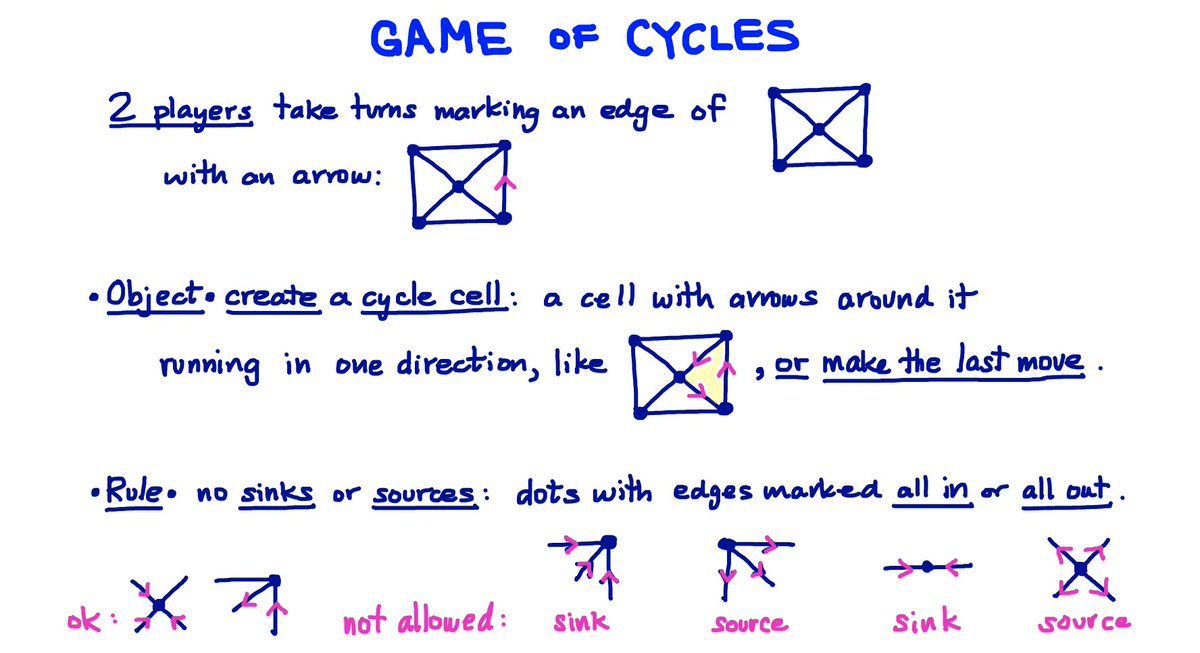 GAME OF CYCLES
2 players take turns marking an edge of
with an arrow:
• Object • create a cycle cell: a cell with arrows around it
running in one direction, like , or make the last move.
• Rule • no sinks or sources: dots with edges marked all in or all out.
ok: not allowed: sink source sink source